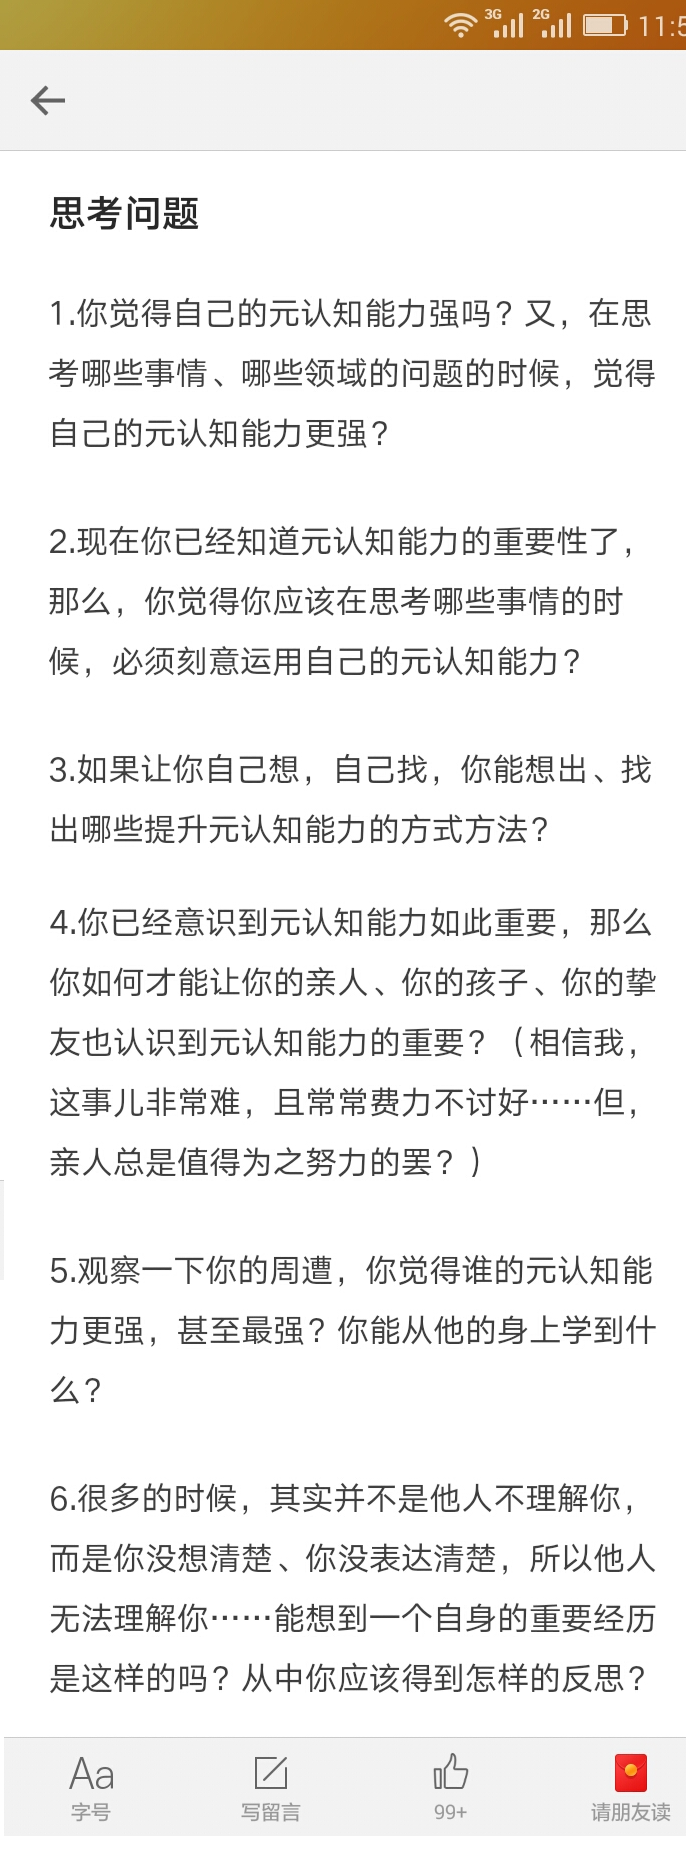 3G 2G 11:5
思考问题
1.你觉得自己的元认知能力强吗？又，在思
考哪些事情、哪些领域的问题的时候，觉得
自己的元认知能力更强？
2.现在你已经知道元认知能力的重要性了，
那么，你觉得你应该在思考哪些事情的时
候，必须刻意运用自己的元认知能力？
3.如果让你自己想，自己找，你能想出、找
出哪些提升元认知能力的方式方法？
4.你已经意识到元认知能力如此重要，那么
你如何才能让你的亲人、你的孩子、你的挚
友也认识到元认知能力的重要？（相信我，
这事儿非常难，且常常费力不讨好……但，
亲人总是值得为之努力的罢？）
5.观察一下你的周遭，你觉得谁的元认知能
力更强，甚至最强？你能从他的身上学到什
么？
6.很多的时候，其实并不是他人不理解你，
而是你没想清楚、你没表达清楚，所以他人
无法理解你……能想到一个自身的重要经历
是这样的吗？从中你应该得到怎样的反思？
Aa
字号 写留言 99+ 请朋友读